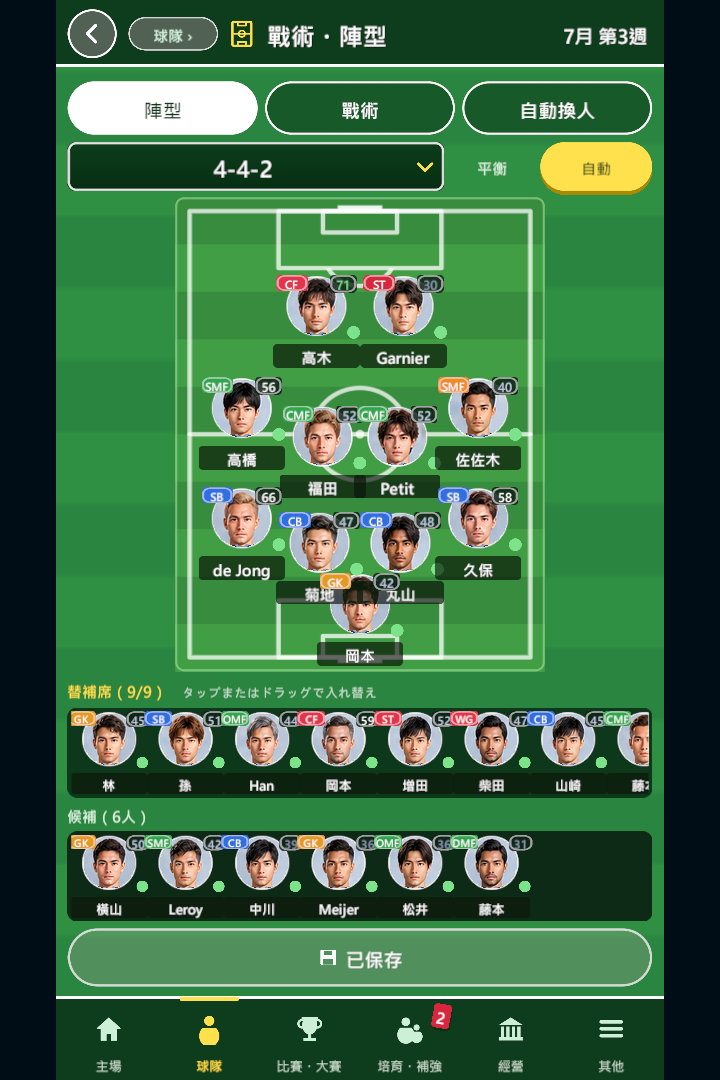 球隊 ›
戰術・陣型
7月 第3週
陣型
戰術
自動換人
4-4-2
平衡
自動
CF 71
ST 30
高木
Garnier
SMF 56
SMF 40
CMF 52
CMF 52
高橋
佐佐木
福田
Petit
SB 66
SB 58
CB 47
CB 48
de Jong
久保
菊地
丸山
GK 42
岡本
替補席 ( 9/9 )
タップまたはドラッグで入れ替え
GK 45 SB 51 OMF 44 CF 59 ST 52 WG 47 CB 45 CMF
林 孫 Han 岡本 增田 柴田 山崎 藤本
候補 ( 6人 )
GK 50 SMF 42 CB 39 GK 36 OMF 36 DMF 31
橫山 Leroy 中川 Meijer 松井 藤本
已保存
2
主場
球隊
比賽・大賽
培育・補強
經營
其他